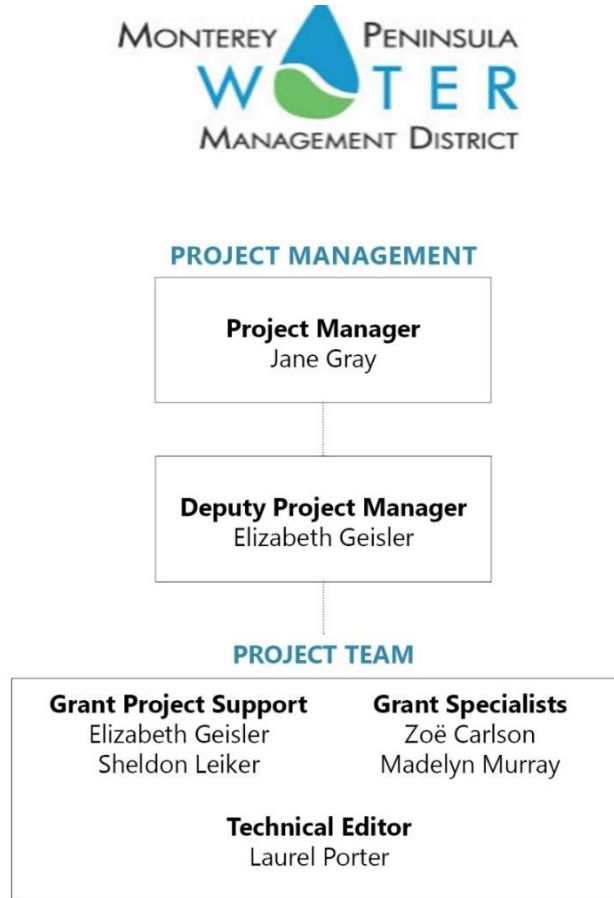 MONTEREY PENINSULA
WATER
MANAGEMENT DISTRICT
PROJECT MANAGEMENT
Project Manager
Jane Gray
Deputy Project Manager
Elizabeth Geisler
PROJECT TEAM
Grant Project Support
Elizabeth Geisler
Sheldon Leiker
Grant Specialists
Zoë Carlson
Madelyn Murray
Technical Editor
Laurel Porter